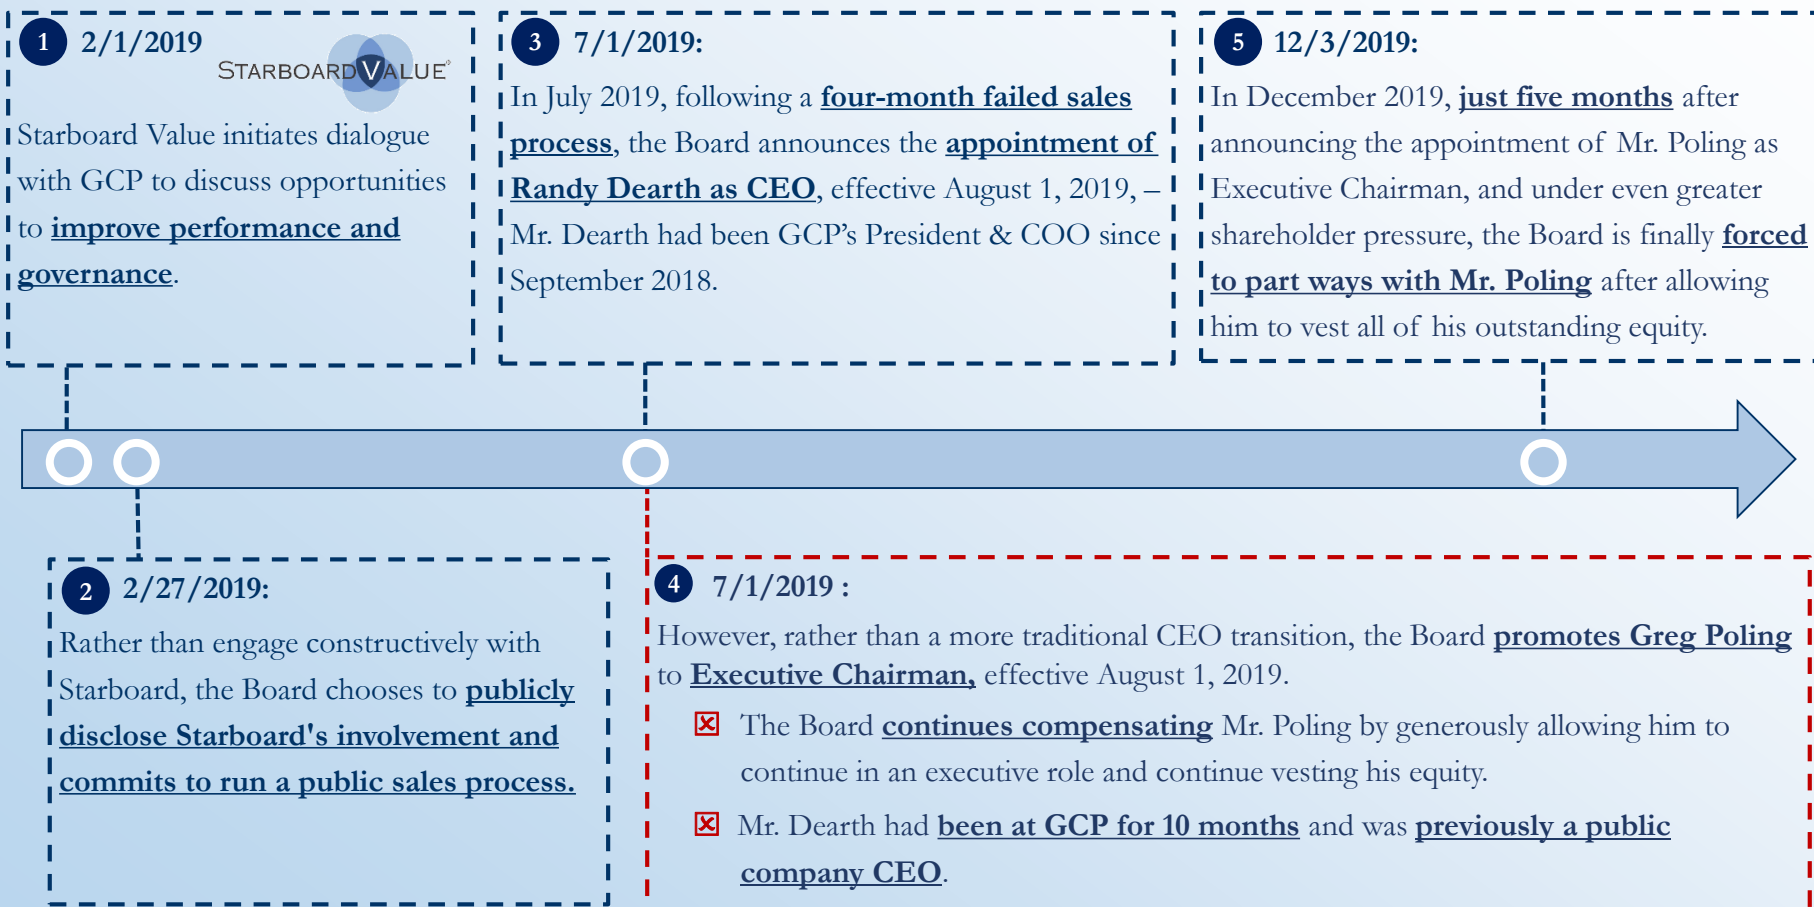 1 2/1/2019
STARBOARD VALUE
Starboard Value initiates dialogue
with GCP to discuss opportunities
to improve performance and
governance.
2 2/27/2019:
Rather than engage constructively with
Starboard, the Board chooses to publicly
disclose Starboard's involvement and
commits to run a public sales process.
3 7/1/2019:
In July 2019, following a four-month failed sales
process, the Board announces the appointment of
Randy Dearth as CEO, effective August 1, 2019, –
Mr. Dearth had been GCP's President & COO since
September 2018.
4 7/1/2019 :
However, rather than a more traditional CEO transition, the Board promotes Greg Poling
to Executive Chairman, effective August 1, 2019.
The Board continues compensating Mr. Poling by generously allowing him to
continue in an executive role and continue vesting his equity.
Mr. Dearth had been at GCP for 10 months and was previously a public
company CEO.
5 12/3/2019:
In December 2019, just five months after
announcing the appointment of Mr. Poling as
Executive Chairman, and under even greater
shareholder pressure, the Board is finally forced
to part ways with Mr. Poling after allowing
him to vest all of his outstanding equity.